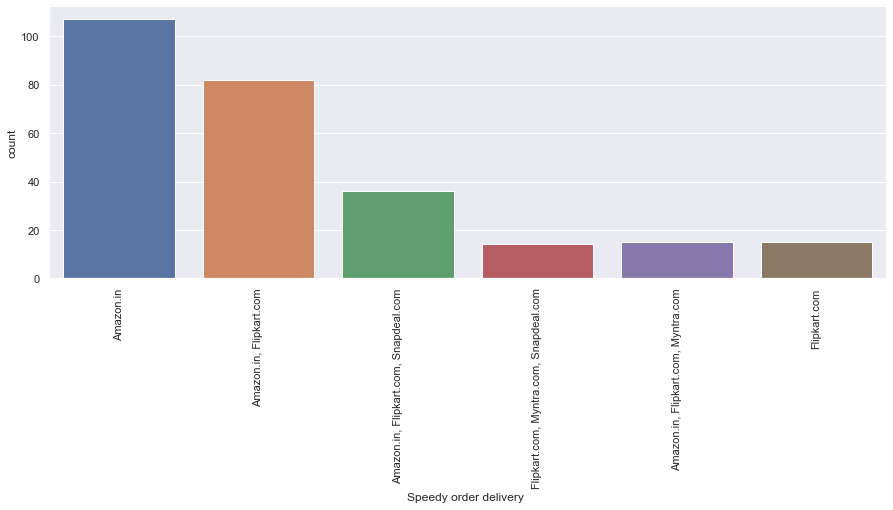 100
80
60
40
20
0
count
Amazon.in
Amazon.in, Flipkart.com
Amazon.in, Flipkart.com, Snapdeal.com
Flipkart.com, Myntra.com, Snapdeal.com
Amazon.in, Flipkart.com, Myntra.com
Flipkart.com
Speedy order delivery